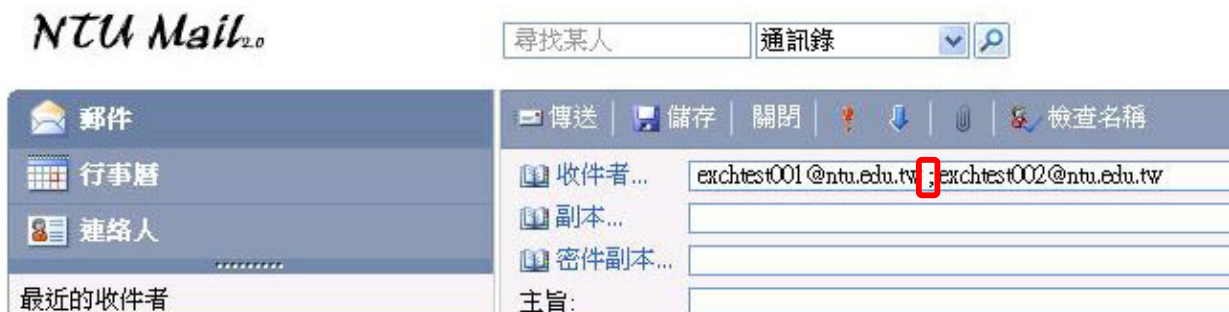 NTU Mail 2.0
尋找某人 通訊錄
郵件
行事曆
連絡人
最近的收件者
傳送 儲存 關閉 檢查名稱
收件者... exchtest001@ntu.edu.tw ; exchtest002@ntu.edu.tw
副本...
密件副本...
主旨: